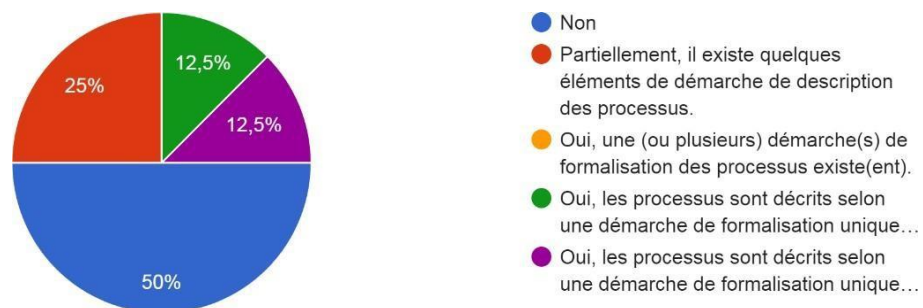 12,5%
25%
12,5%
50%
Non
Partiellement, il existe quelques
éléments de démarche de description
des processus.
Oui, une (ou plusieurs) démarche(s) de
formalisation des processus existe(ent).
Oui, les processus sont décrits selon
une démarche de formalisation unique…
Oui, les processus sont décrits selon
une démarche de formalisation unique…